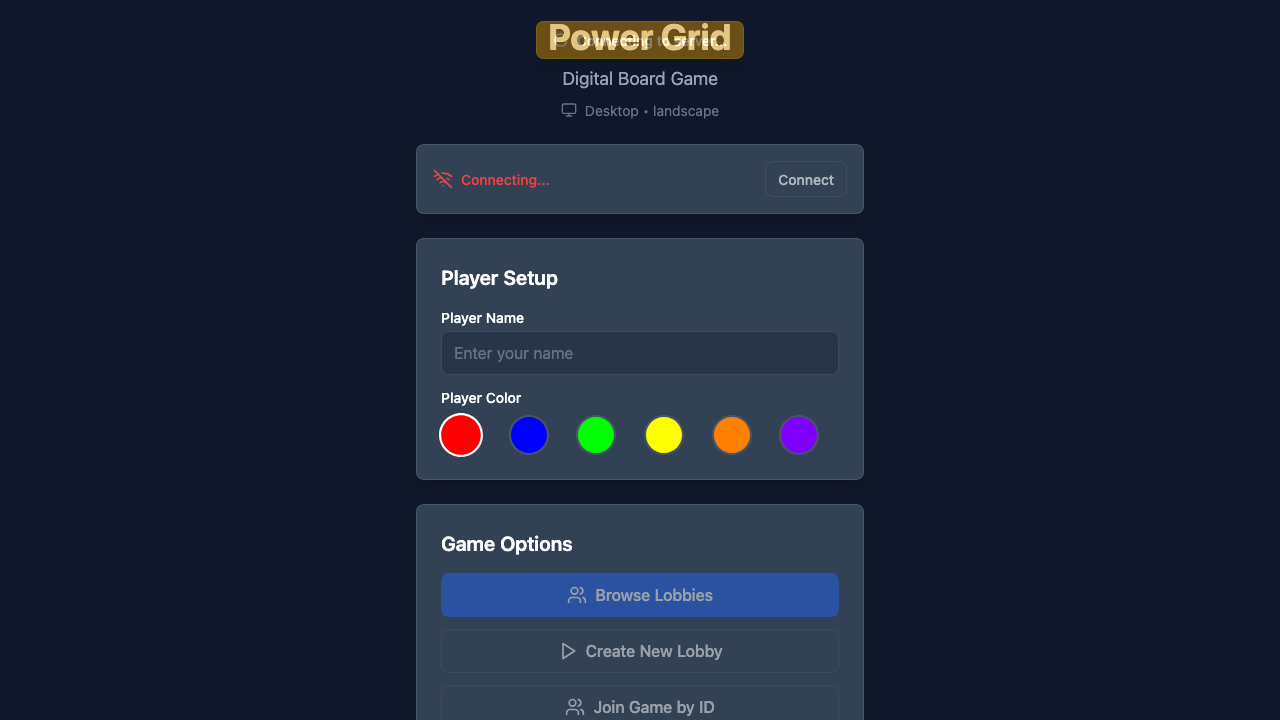 Power Grid
Connecting to server...
Digital Board Game
Desktop • landscape
Connecting...
Connect
Player Setup
Player Name
Enter your name
Player Color
Game Options
Browse Lobbies
Create New Lobby
Join Game by ID